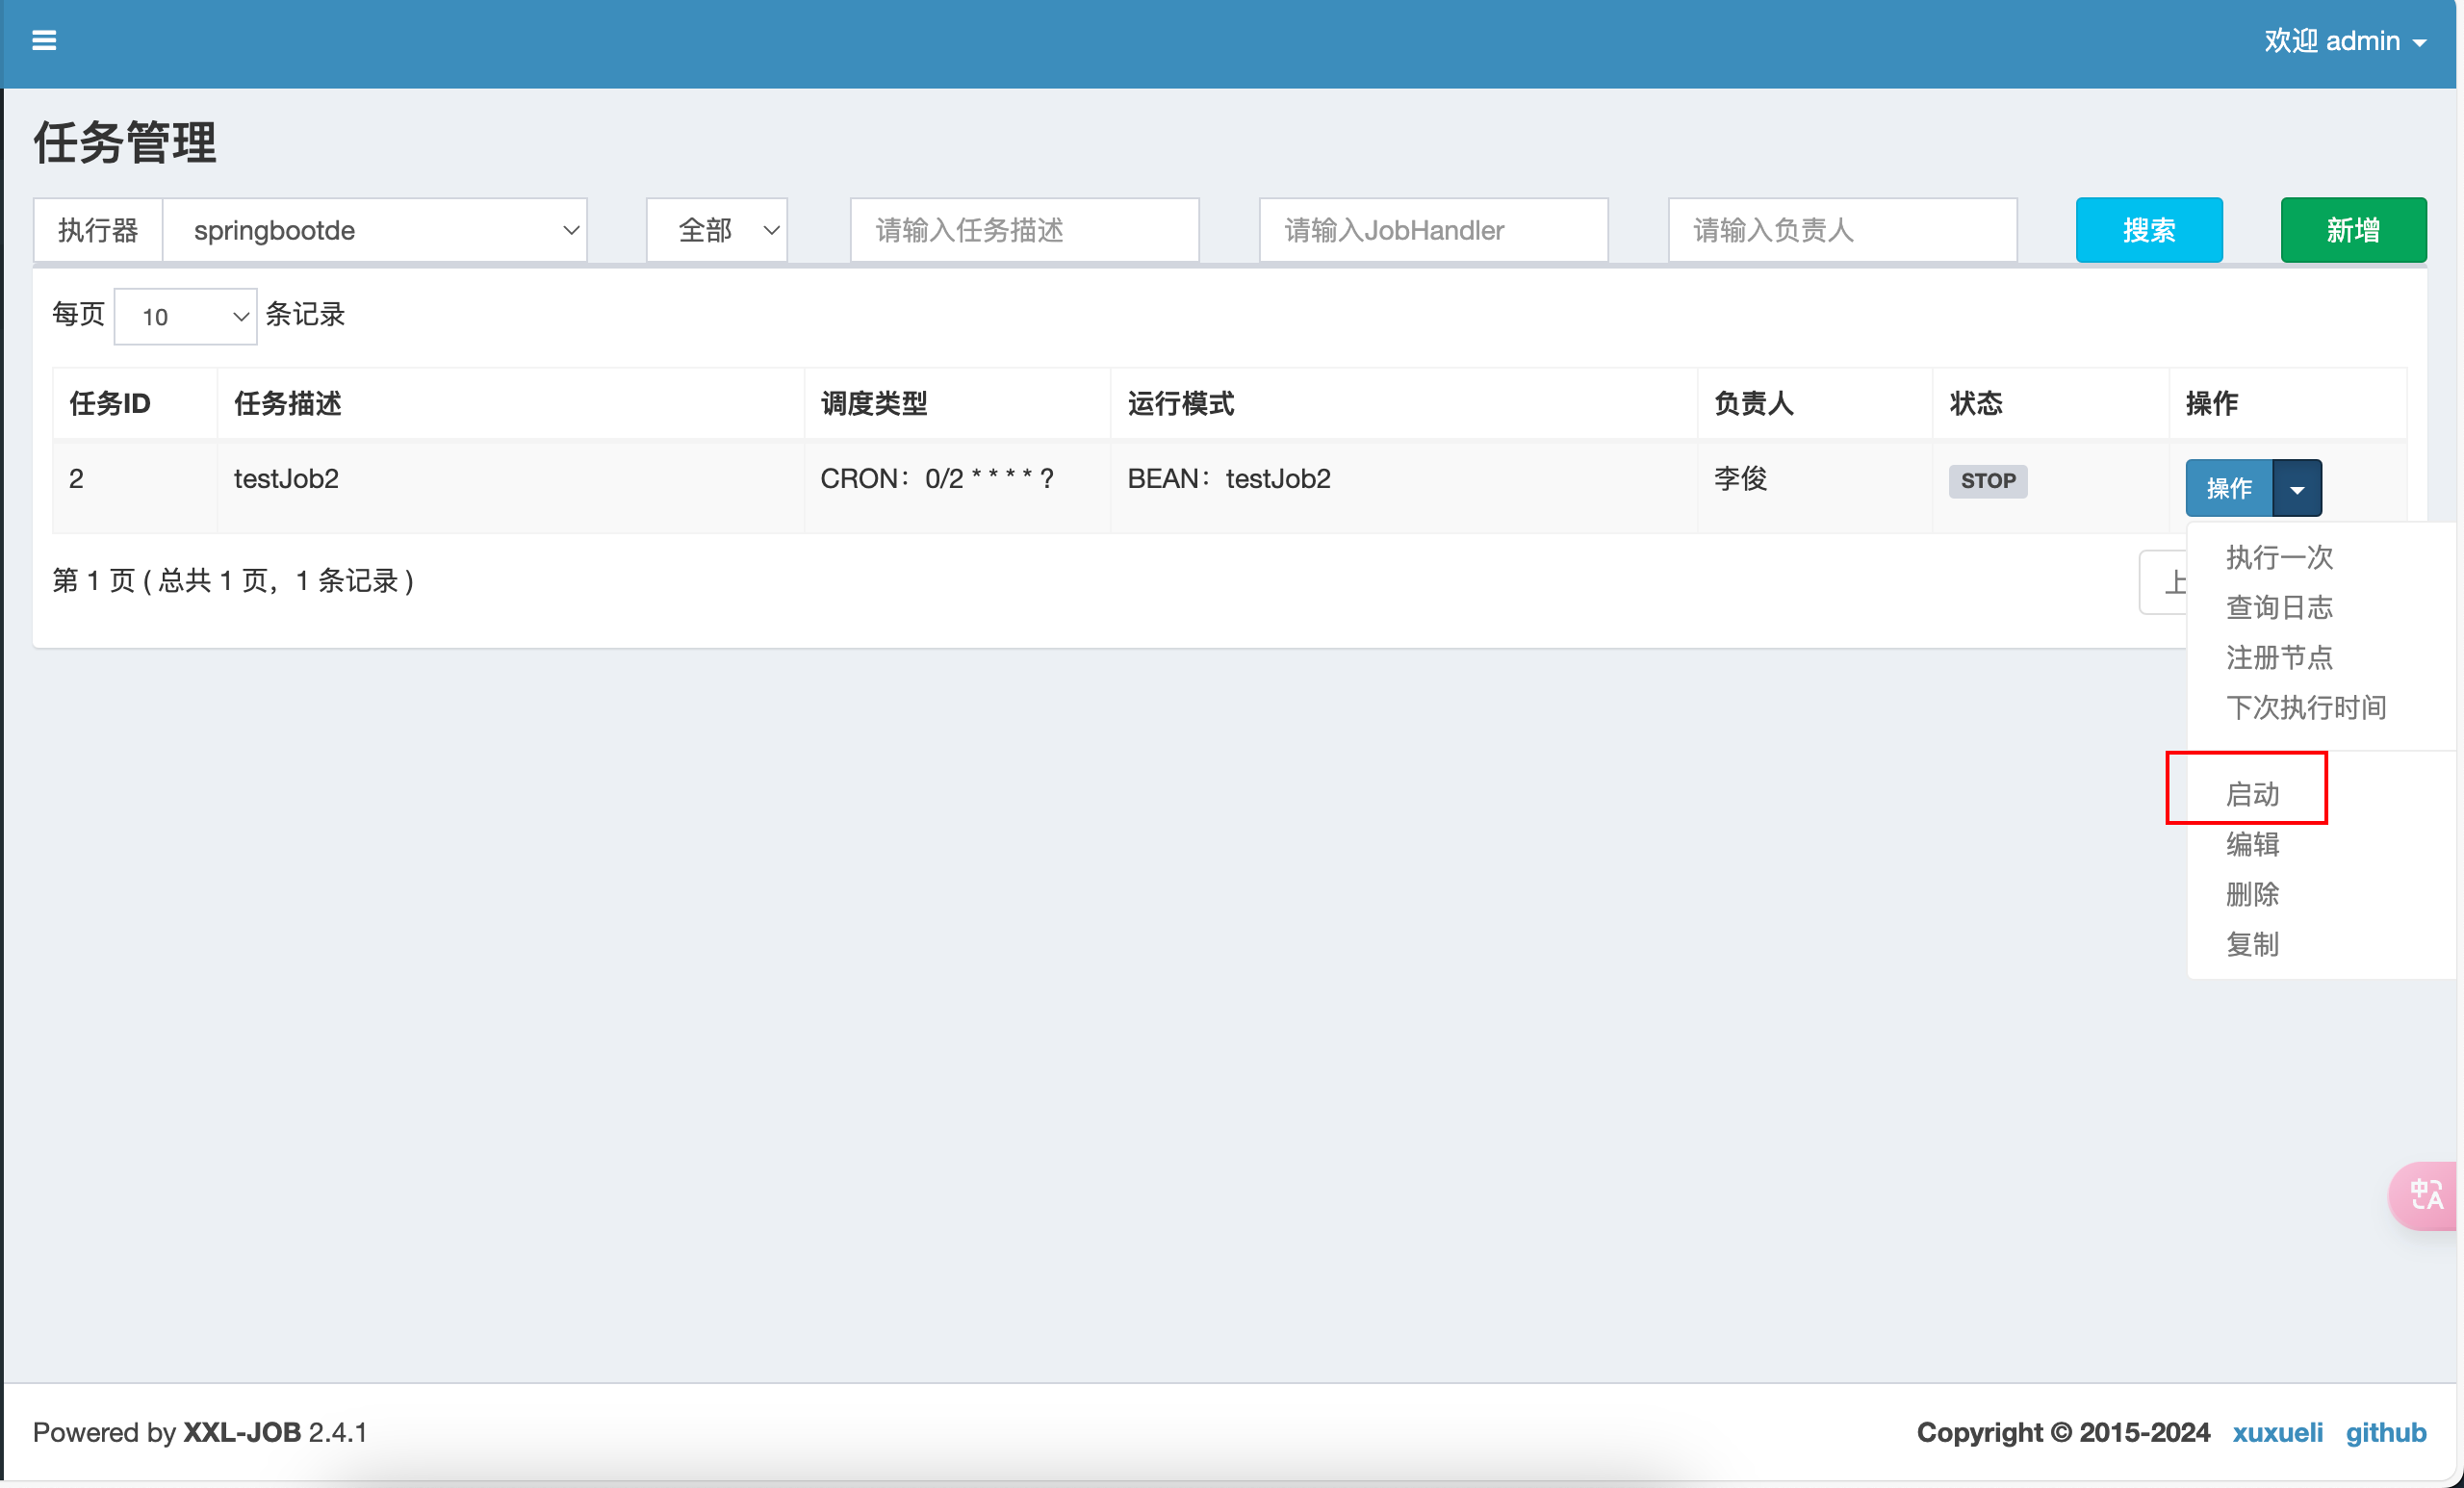 欢迎 admin
任务管理
执行器 springbootde 全部 请输入任务描述 请输入JobHandler 请输入负责人 搜索 新增
每页 10 条记录
任务ID 任务描述 调度类型 运行模式 负责人 状态 操作
2 testJob2 CRON：0/2 * * * * ? BEAN：testJob2 李俊 STOP 操作
第 1 页 ( 总共 1 页，1 条记录 ) 上
执行一次
查询日志
注册节点
下次执行时间
启动
编辑
删除
复制
中A
Powered by XXL-JOB 2.4.1 Copyright © 2015-2024 xuxueli github